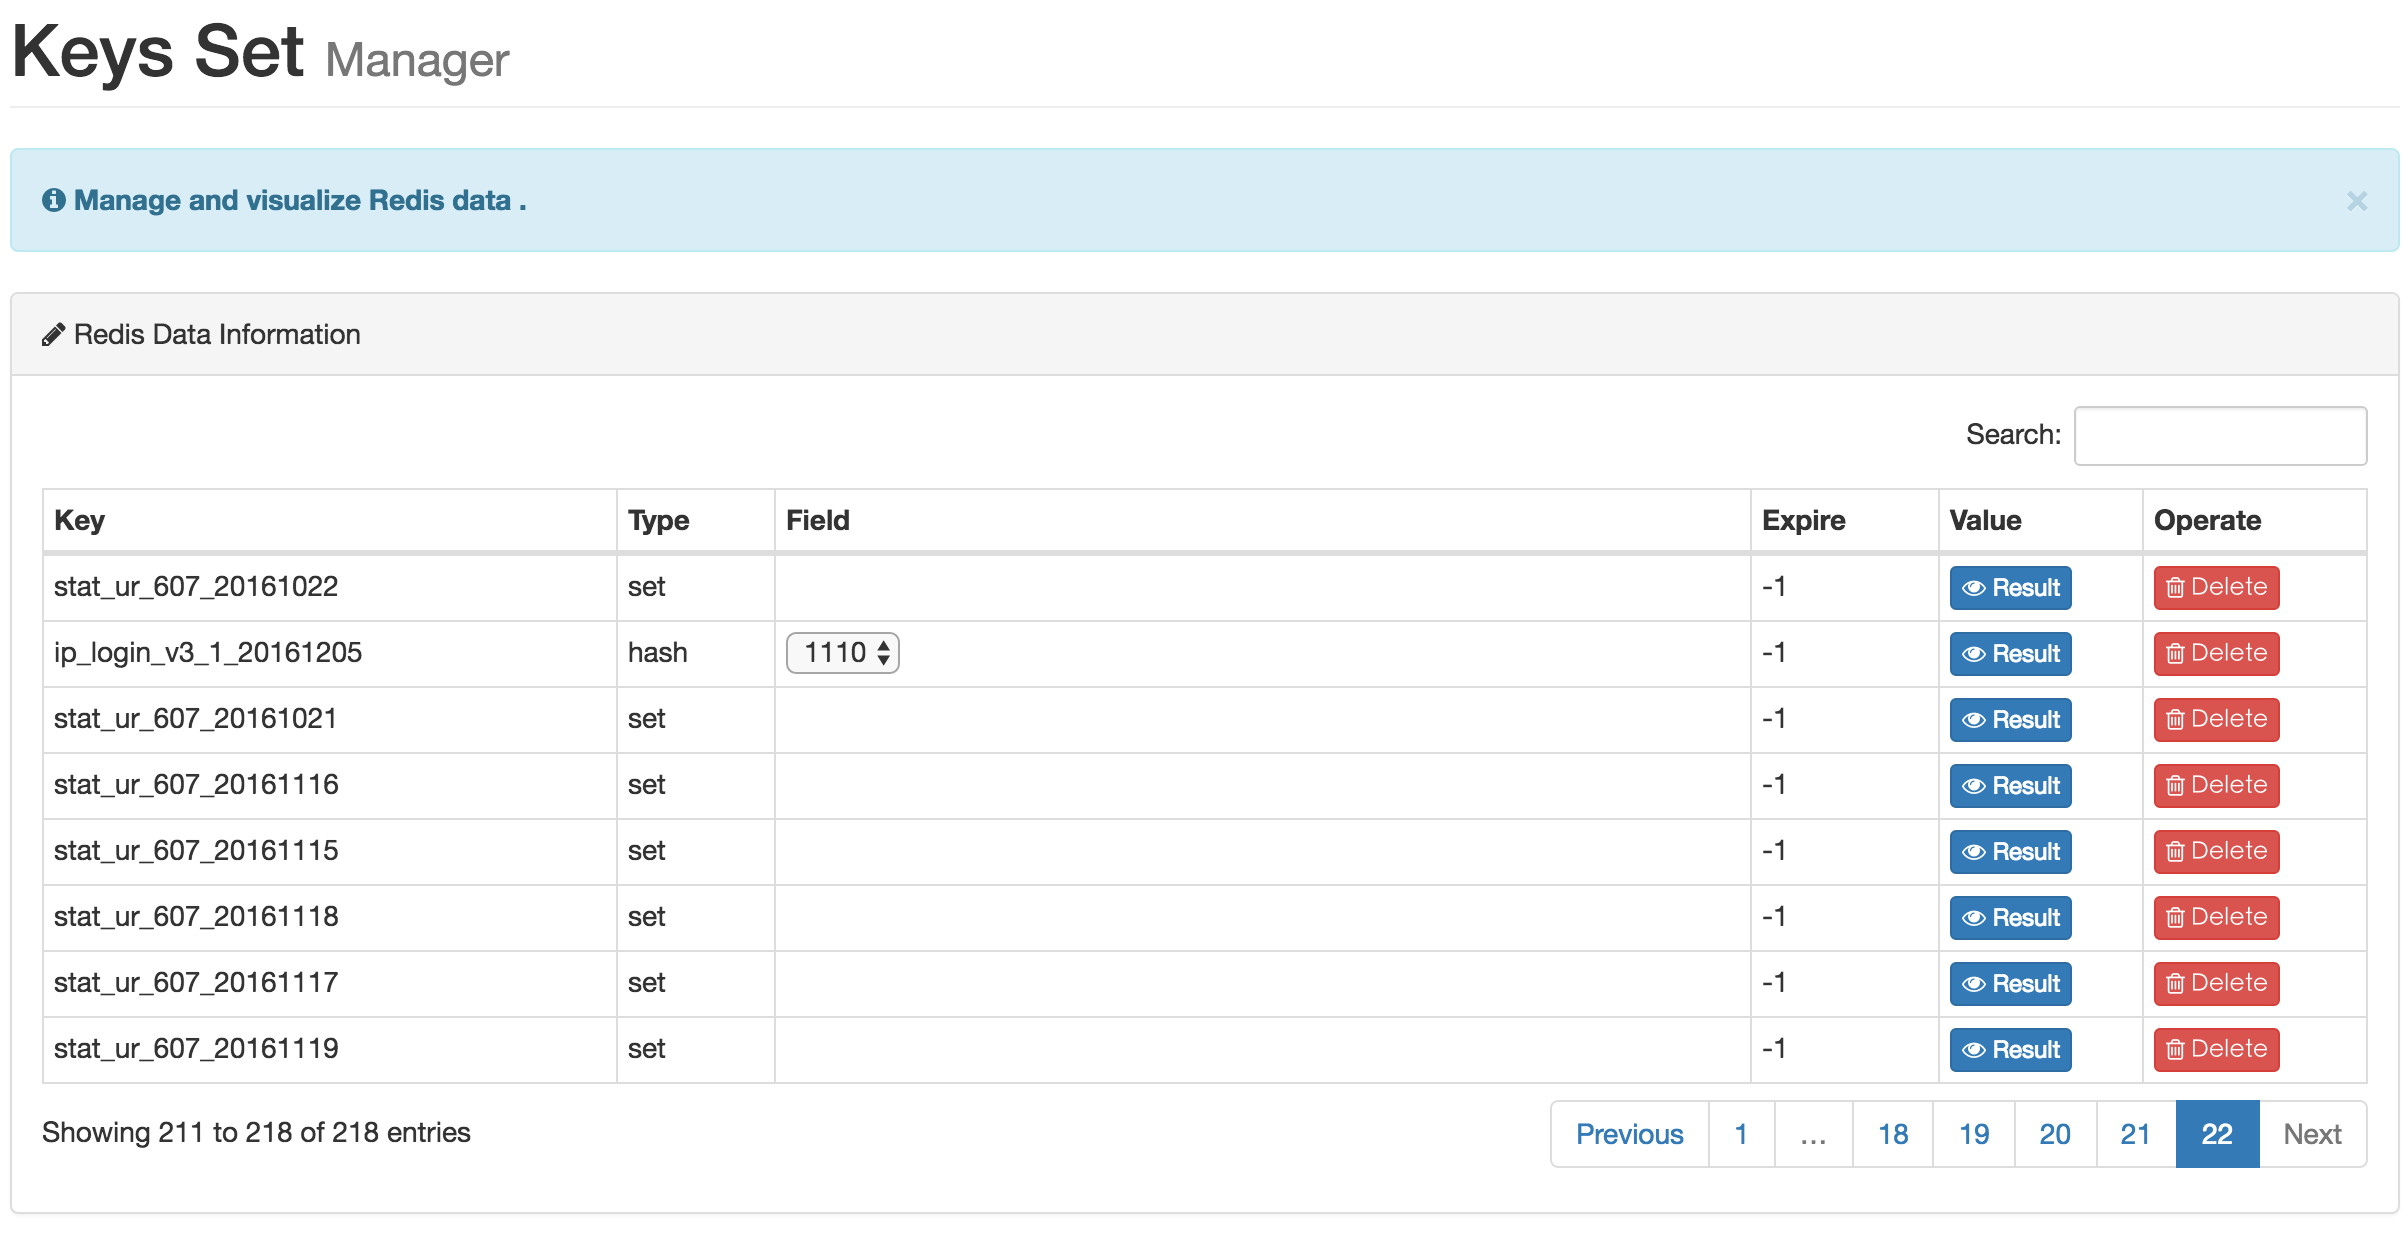 Keys Set Manager
Manage and visualize Redis data .
×
Redis Data Information
Search:
Key Type Field Expire Value Operate
stat_ur_607_20161022 set -1 Result Delete
ip_login_v3_1_20161205 hash 1110 -1 Result Delete
stat_ur_607_20161021 set -1 Result Delete
stat_ur_607_20161116 set -1 Result Delete
stat_ur_607_20161115 set -1 Result Delete
stat_ur_607_20161118 set -1 Result Delete
stat_ur_607_20161117 set -1 Result Delete
stat_ur_607_20161119 set -1 Result Delete
Showing 211 to 218 of 218 entries Previous 1 ... 18 19 20 21 22 Next